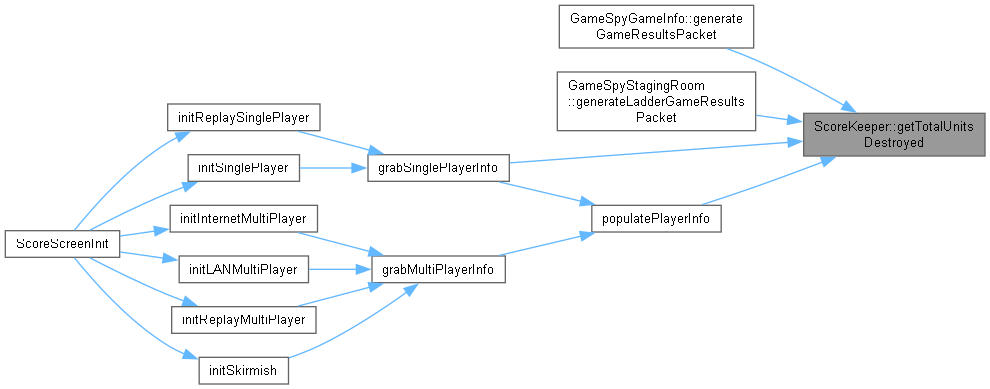 GameSpyGameInfo::generate
GameResultsPacket
GameSpyStagingRoom
::generateLadderGameResults
Packet
ScoreKeeper::getTotalUnits
Destroyed
initReplaySinglePlayer
initSinglePlayer
grabSinglePlayerInfo
initInternetMultiPlayer
populatePlayerInfo
ScoreScreenInit
initLANMultiPlayer
grabMultiPlayerInfo
initReplayMultiPlayer
initSkirmish